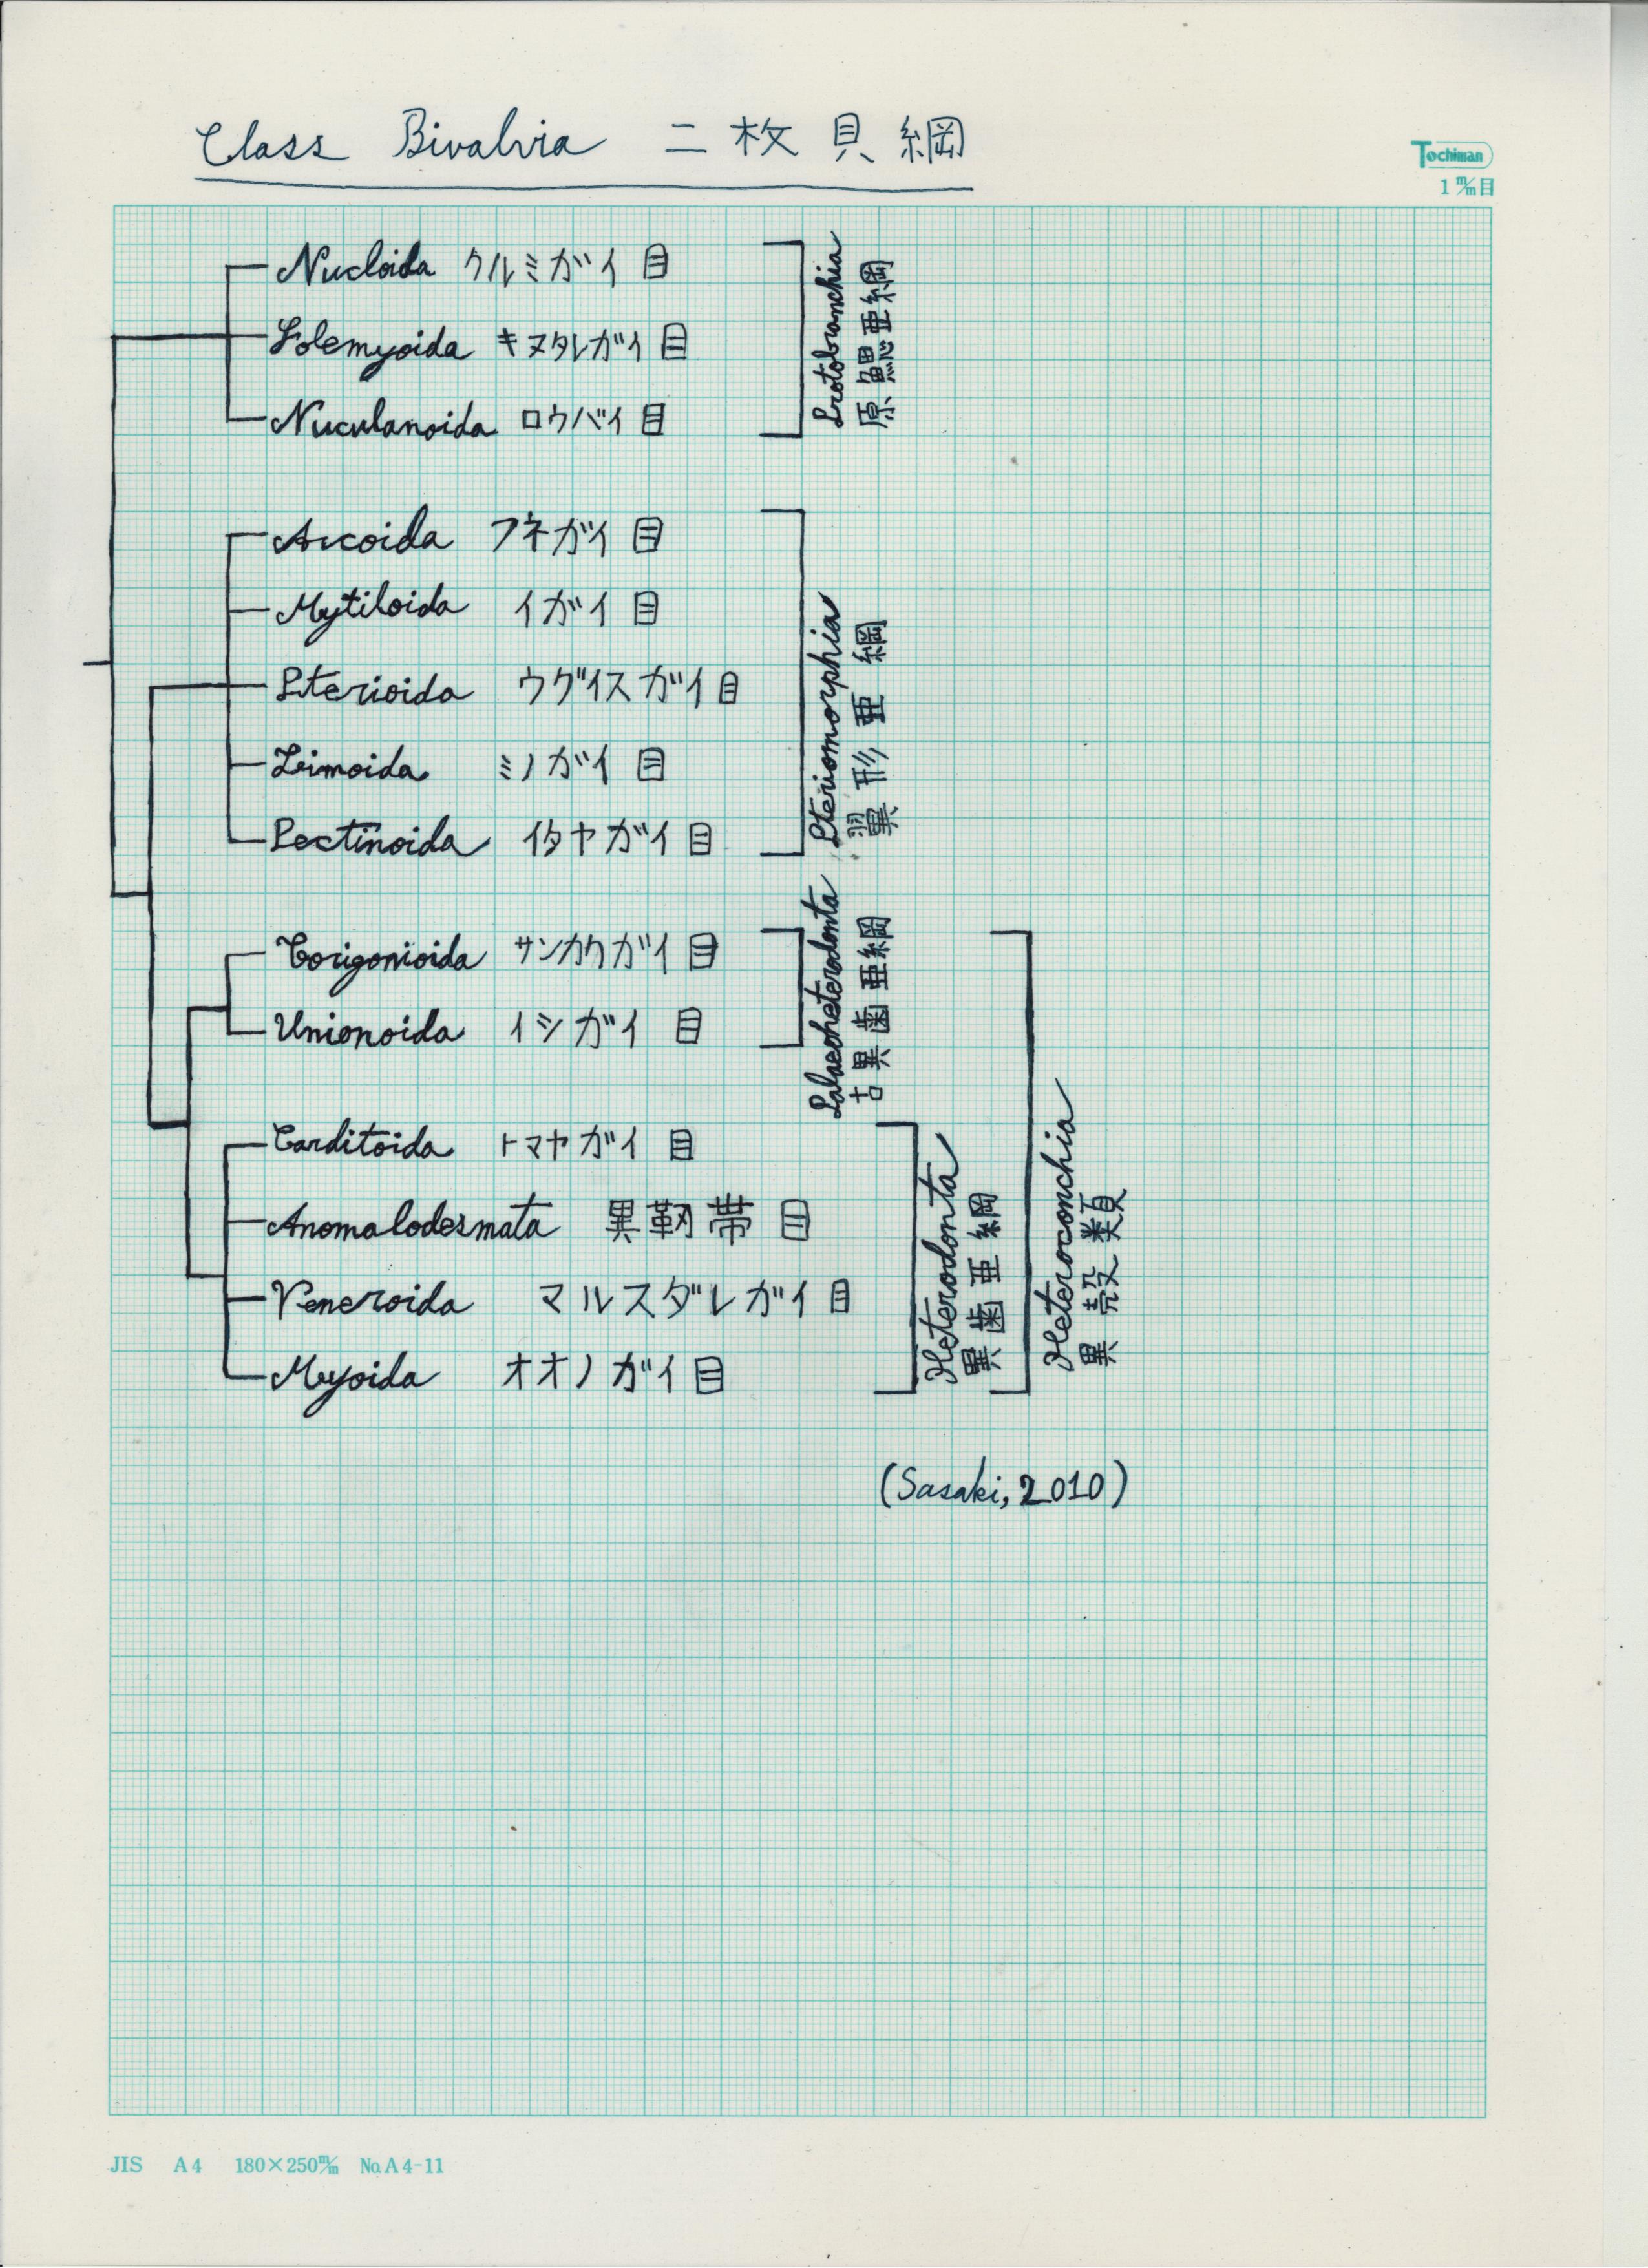 Class Bivalvia 二枚貝綱
Tochiman
1 m/m目
Nucloida クルミガイ目
Solemyoida キヌタレガイ目
Nuculanoida ロウバイ目
Protobranchia
原鰓亜綱
Arcoida フネガイ目
Mytiloida イガイ目
Pterioida ウグイスガイ目
Limoida ミノガイ目
Pectinoida イタヤガイ目
Pteriomorphia
翼形亜綱
Torigonioida サンカクガイ目
Unionoida イシガイ目
Palaeoheterodonta
古異歯亜綱
Carditoida トマヤガイ目
Anomalodesmata 異靭帯目
Veneroida マルスダレガイ目
Myoida オオノガイ目
Heterodonta
異歯亜綱
Heteroconchia
異殻類
(Sasaki, 2010)
JIS A4 180×250m/m No.A4-11